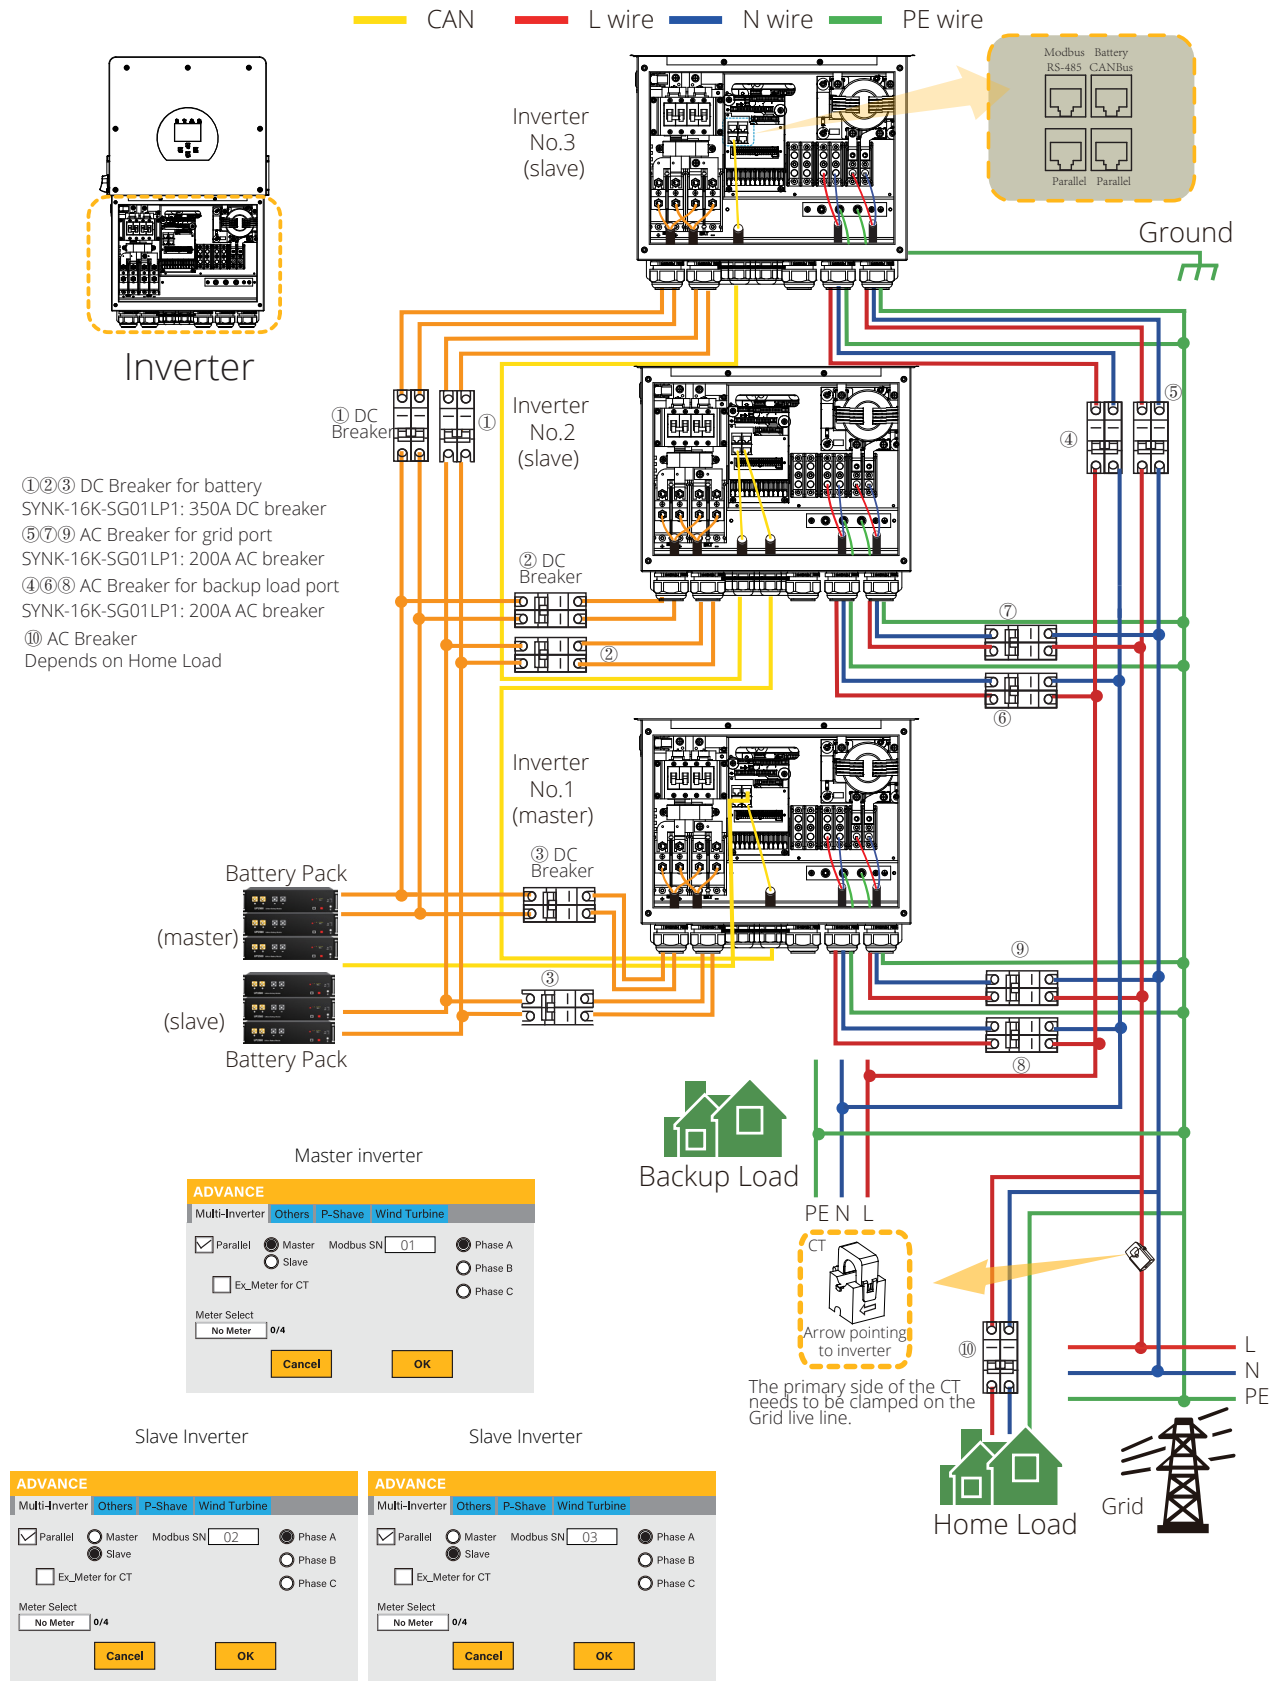 CAN
L wire
N wire
PE wire
Modbus Battery
RS-485 CANBus
Parallel Parallel
Inverter
No.3
(slave)
Ground
Inverter
① DC
Breaker
①
Inverter
No.2
(slave)
④
⑤
①②③ DC Breaker for battery
SYNK-16K-SG01LP1: 350A DC breaker
⑤⑦⑨ AC Breaker for grid port
SYNK-16K-SG01LP1: 200A AC breaker
④⑥⑧ AC Breaker for backup load port
SYNK-16K-SG01LP1: 200A AC breaker
⑩ AC Breaker
Depends on Home Load
② DC
Breaker
②
⑦
⑥
Inverter
No.1
(master)
③ DC
Breaker
Battery Pack
(master)
③
(slave)
Battery Pack
⑨
⑧
Backup Load
PE N L
CT
Arrow pointing
to inverter
The primary side of the CT
needs to be clamped on the
Grid live line.
⑩
L
N
PE
Grid
Home Load
Master inverter
ADVANCE
Multi-Inverter Others P-Shave Wind Turbine
Parallel Master Modbus SN 01 Phase A
Slave Phase B
Ex_Meter for CT Phase C
Meter Select
No Meter 0/4
Cancel OK
Slave Inverter
ADVANCE
Multi-Inverter Others P-Shave Wind Turbine
Parallel Master Modbus SN 02 Phase A
Slave Phase B
Ex_Meter for CT Phase C
Meter Select
No Meter 0/4
Cancel OK
Slave Inverter
ADVANCE
Multi-Inverter Others P-Shave Wind Turbine
Parallel Master Modbus SN 03 Phase A
Slave Phase B
Ex_Meter for CT Phase C
Meter Select
No Meter 0/4
Cancel OK